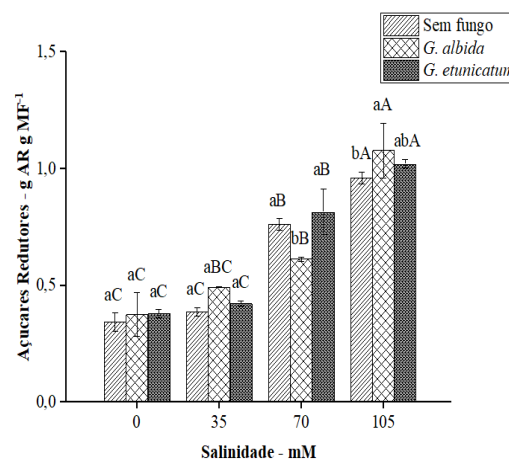 Sem fungo
G. albida
G. etunicatum
1,5
1,0
0,5
0,0
Açucares Redutores - g AR g MF⁻¹
aC
aC
aC
aC
aBC
aC
aB
bB
aB
bA
aA
abA
0
35
70
105
Salinidade - mM